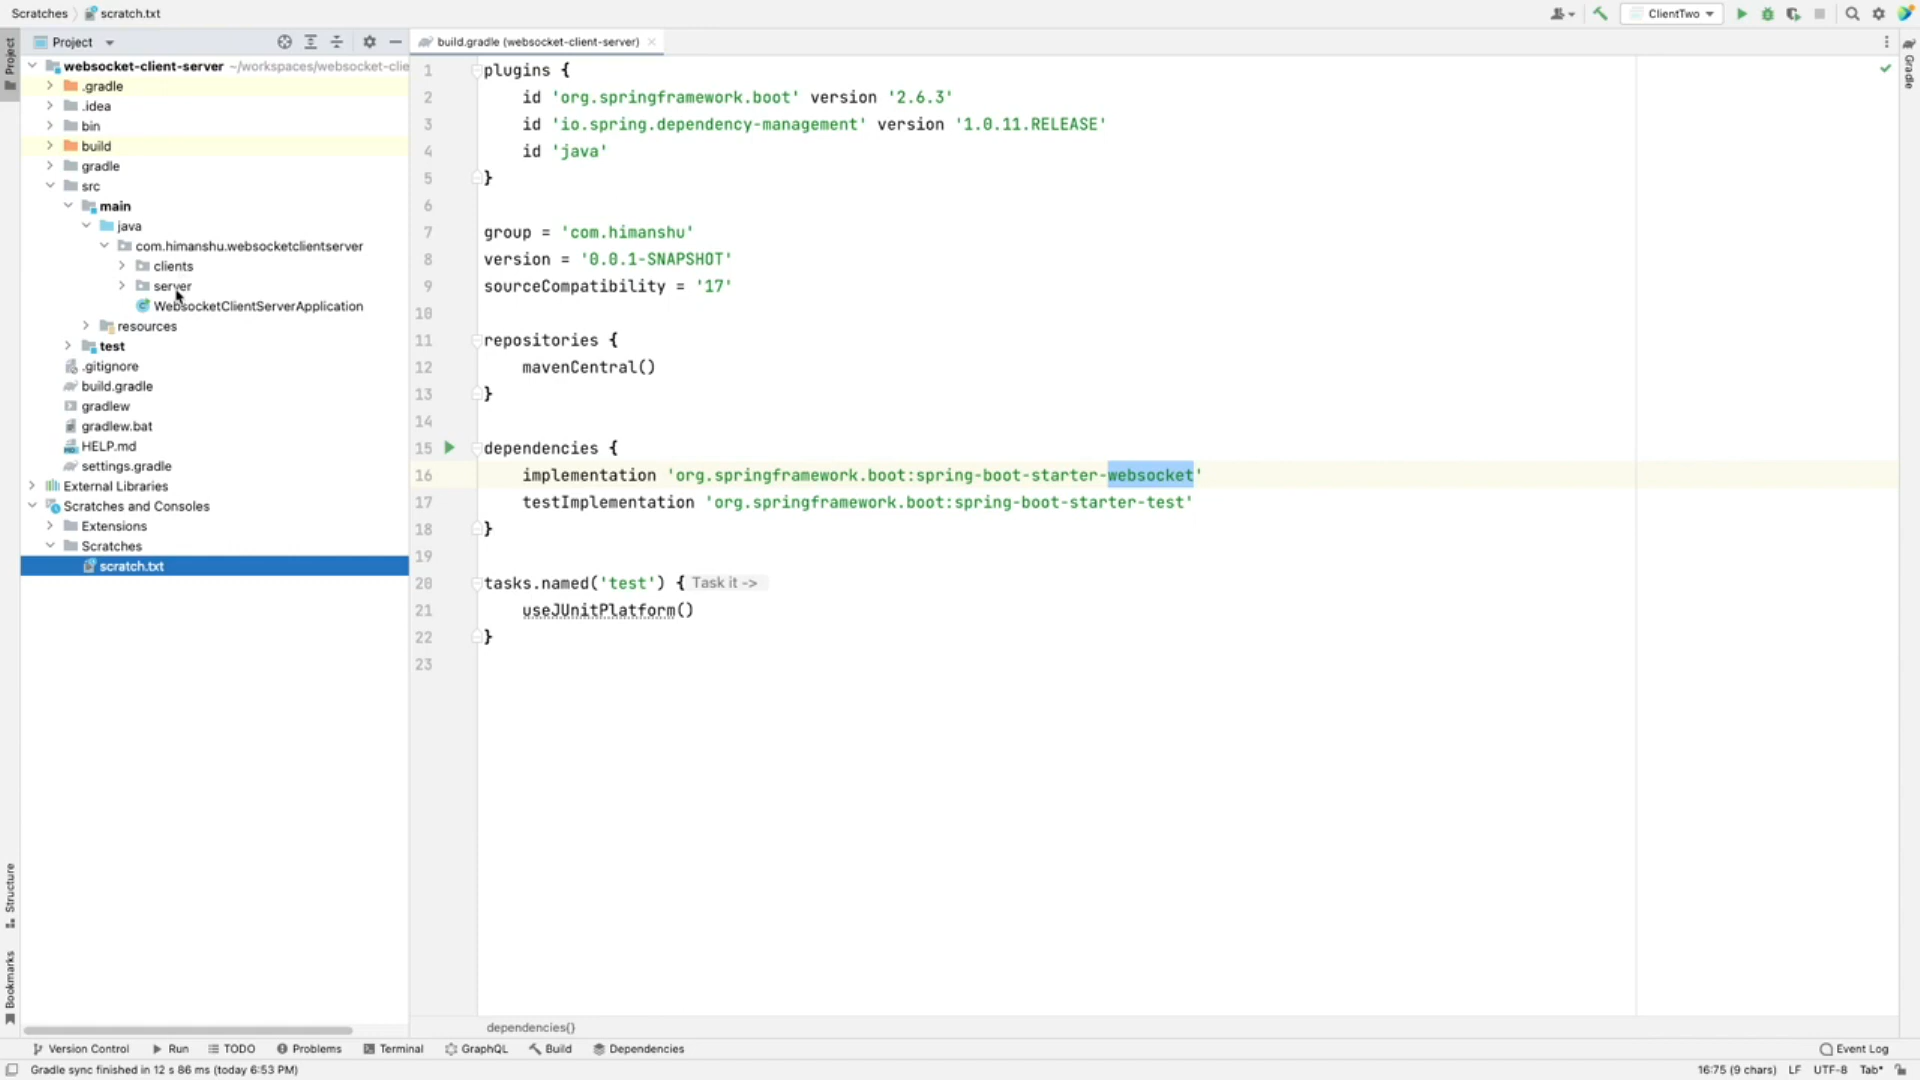 Scratches scratch.txt
ClientTwo
Project
Project
build.gradle (websocket-client-server)
Gradle
websocket-client-server ~/workspaces/websocket-clie
.gradle
.idea
bin
build
gradle
src
main
java
com.himanshu.websocketclientserver
clients
server
WebsocketClientServerApplication
resources
test
.gitignore
build.gradle
gradlew
gradlew.bat
HELP.md
settings.gradle
External Libraries
Scratches and Consoles
Extensions
Scratches
scratch.txt
1 plugins {
2 id 'org.springframework.boot' version '2.6.3'
3 id 'io.spring.dependency-management' version '1.0.11.RELEASE'
4 id 'java'
5 }
6
7 group = 'com.himanshu'
8 version = '0.0.1-SNAPSHOT'
9 sourceCompatibility = '17'
10
11 repositories {
12 mavenCentral()
13 }
14
15 dependencies {
16 implementation 'org.springframework.boot:spring-boot-starter-websocket'
17 testImplementation 'org.springframework.boot:spring-boot-starter-test'
18 }
19
20 tasks.named('test') { Task it ->
21 useJUnitPlatform()
22 }
23
Structure
Bookmarks
dependencies{}
Version Control Run TODO Problems Terminal GraphQL Build Dependencies Event Log
Gradle sync finished in 12 s 86 ms (today 6:53 PM) 16:75 (9 chars) LF UTF-8 Tab*